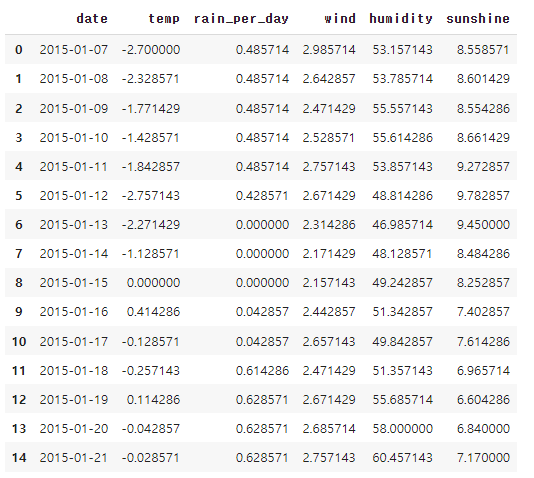 date temp rain_per_day wind humidity sunshine
0 2015-01-07 -2.700000 0.485714 2.985714 53.157143 8.558571
1 2015-01-08 -2.328571 0.485714 2.642857 53.785714 8.601429
2 2015-01-09 -1.771429 0.485714 2.471429 55.557143 8.554286
3 2015-01-10 -1.428571 0.485714 2.528571 55.614286 8.661429
4 2015-01-11 -1.842857 0.485714 2.757143 53.857143 9.272857
5 2015-01-12 -2.757143 0.428571 2.671429 48.814286 9.782857
6 2015-01-13 -2.271429 0.000000 2.314286 46.985714 9.450000
7 2015-01-14 -1.128571 0.000000 2.171429 48.128571 8.484286
8 2015-01-15 0.000000 0.000000 2.157143 49.242857 8.252857
9 2015-01-16 0.414286 0.042857 2.442857 51.342857 7.402857
10 2015-01-17 -0.128571 0.042857 2.657143 49.842857 7.614286
11 2015-01-18 -0.257143 0.614286 2.471429 51.357143 6.965714
12 2015-01-19 0.114286 0.628571 2.671429 55.685714 6.604286
13 2015-01-20 -0.042857 0.628571 2.685714 58.000000 6.840000
14 2015-01-21 -0.028571 0.628571 2.757143 60.457143 7.170000